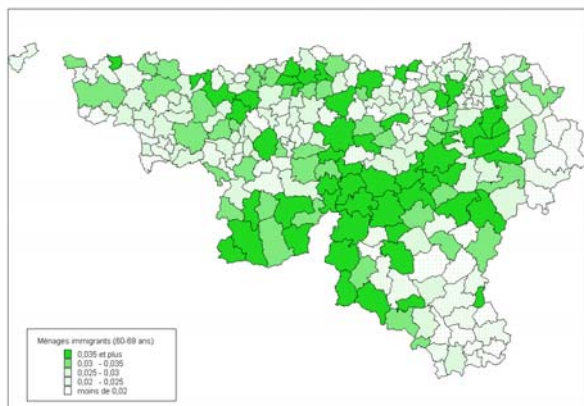 Ménages immigrants (60-69 ans)
0,035 et plus
0,03 - 0,035
0,025 - 0,03
0,02 - 0,025
moins de 0,02